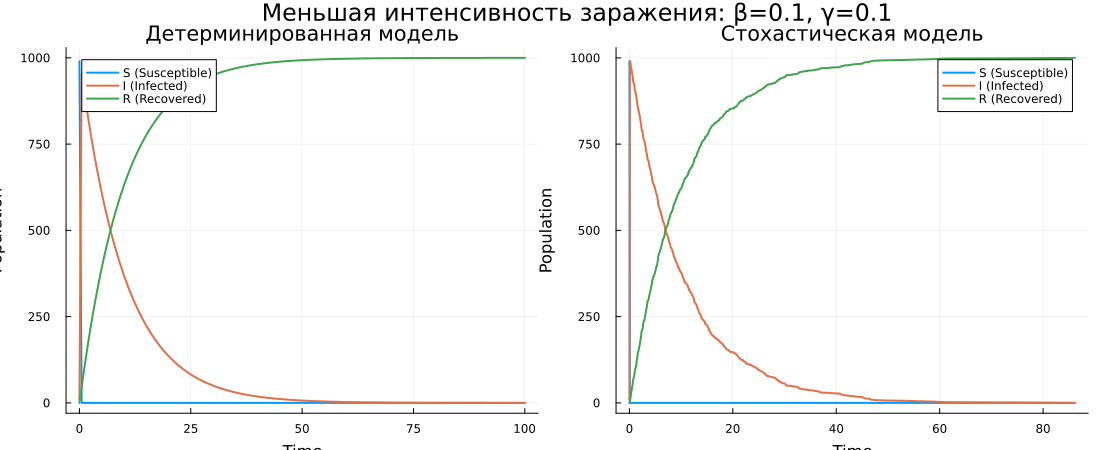 Меньшая интенсивность заражения: β=0.1, γ=0.1
Детерминированная модель
S (Susceptible)
I (Infected)
R (Recovered)
1000
750
500
250
0
0
25
50
75
100
Стохастическая модель
Population
S (Susceptible)
I (Infected)
R (Recovered)
1000
750
500
250
0
0
20
40
60
80